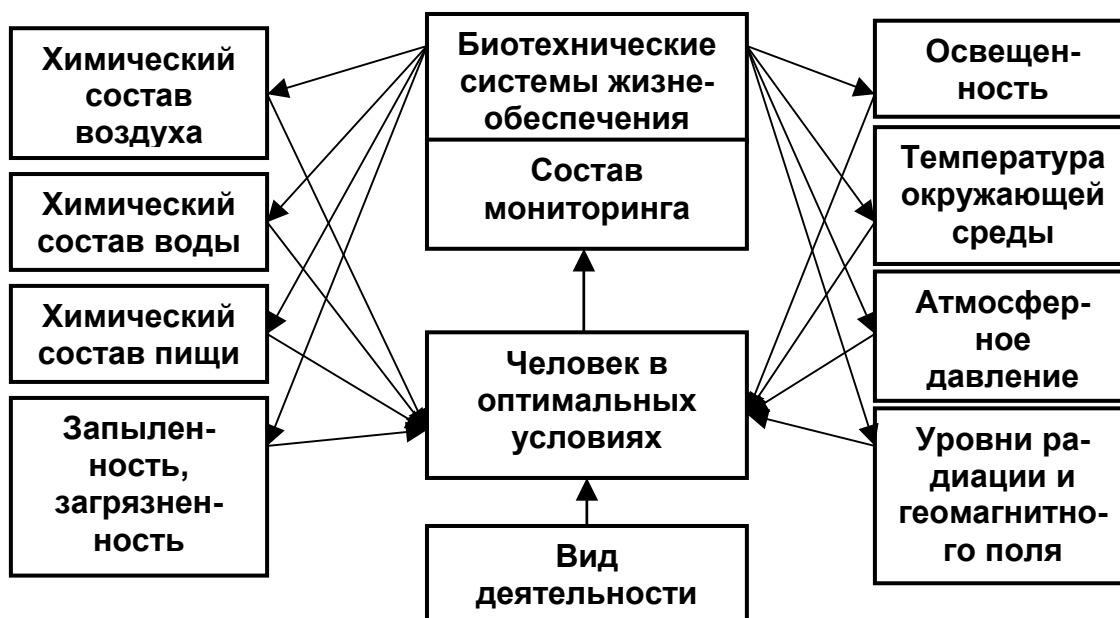 Химический
состав
воздуха
Химический
состав воды
Химический
состав пищи
Запылен-
ность,
загрязнен-
ность
Биотехнические
системы жизне-
обеспечения
Состав
мониторинга
Человек в
оптимальных
условиях
Вид
деятельности
Освещен-
ность
Температура
окружающей
среды
Атмосфер-
ное
давление
Уровни ра-
диации и
геомагнитно-
го поля